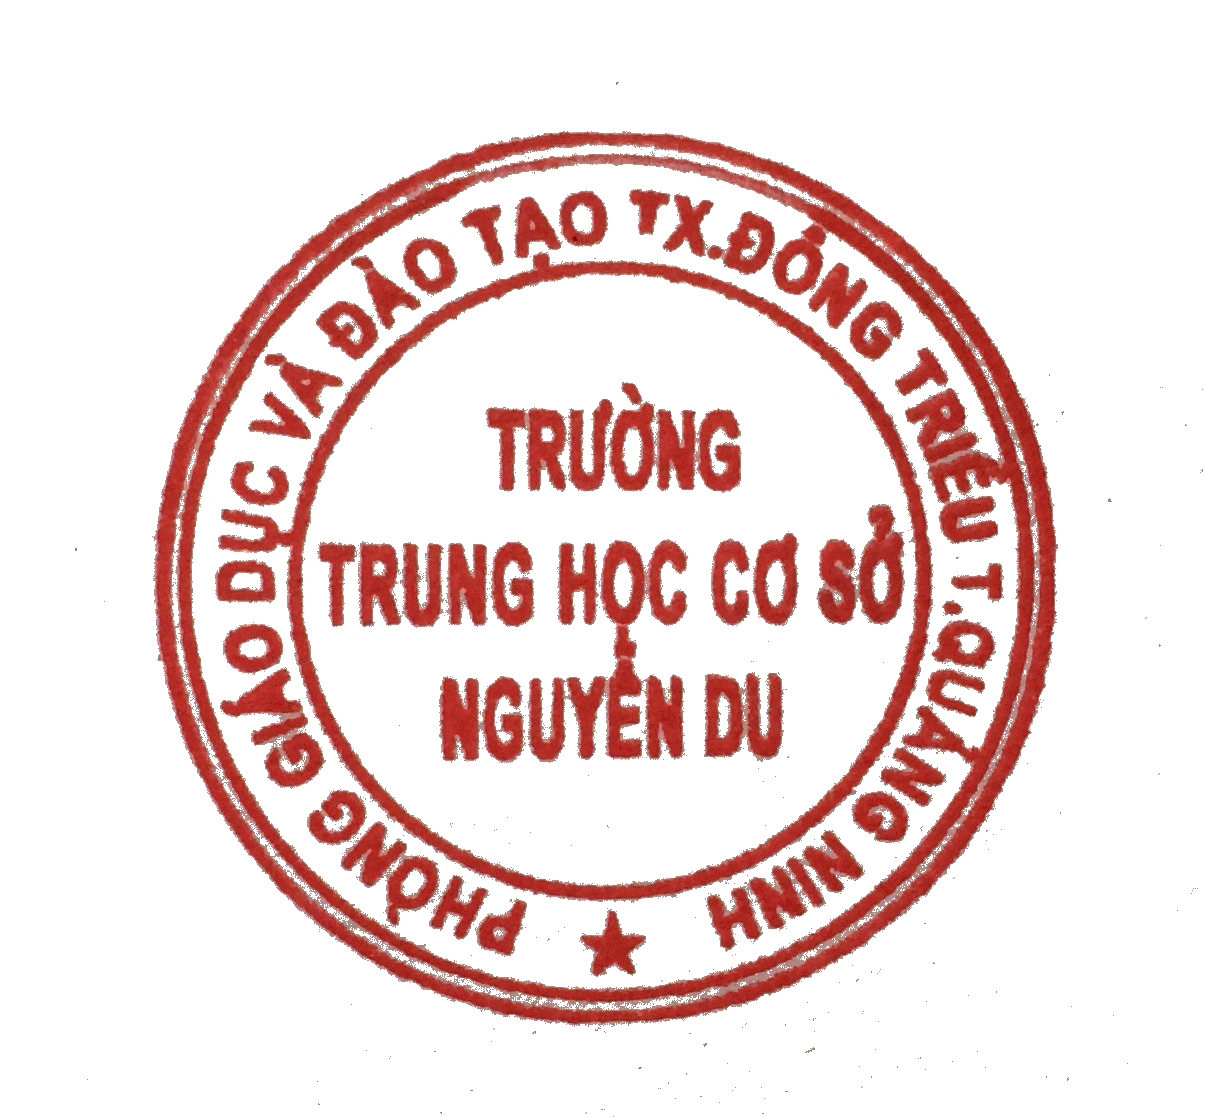 PHÒNG GIÁO DỤC VÀ ĐÀO TẠO TX.ĐÔNG TRIỀU T.QUẢNG NINH
TRƯỜNG
TRUNG HỌC CƠ SỞ
NGUYỄN DU